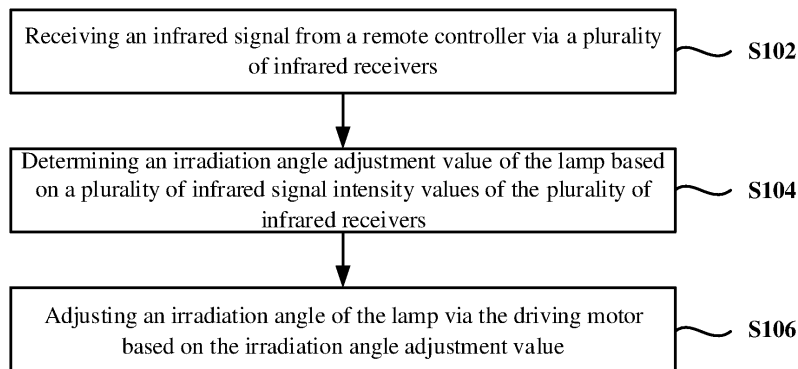 Receiving an infrared signal from a remote controller via a plurality
of infrared receivers
S102
Determining an irradiation angle adjustment value of the lamp based
on a plurality of infrared signal intensity values of the plurality of
infrared receivers
S104
Adjusting an irradiation angle of the lamp via the driving motor
based on the irradiation angle adjustment value
S106